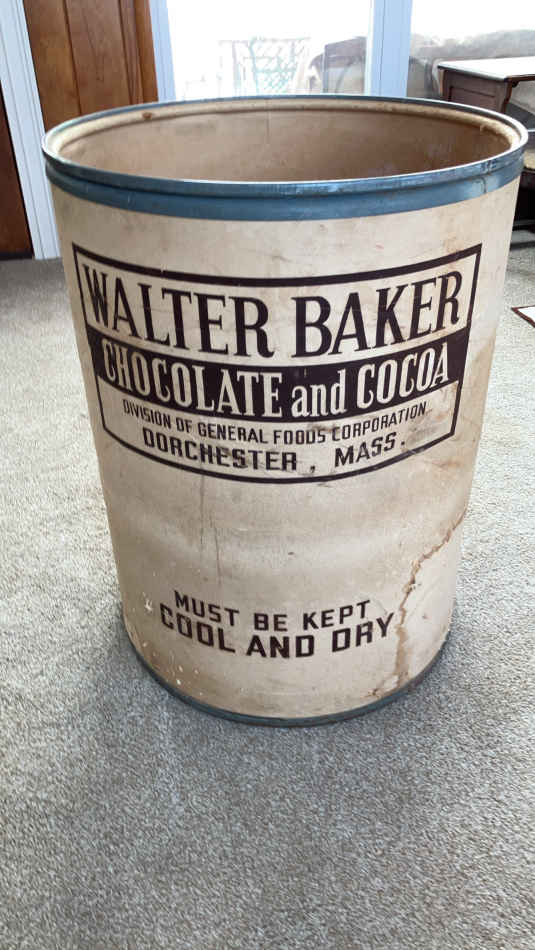 WALTER BAKER
CHOCOLATE and COCOA
DIVISION OF GENERAL FOODS CORPORATION
DORCHESTER, MASS.
MUST BE KEPT
COOL AND DRY